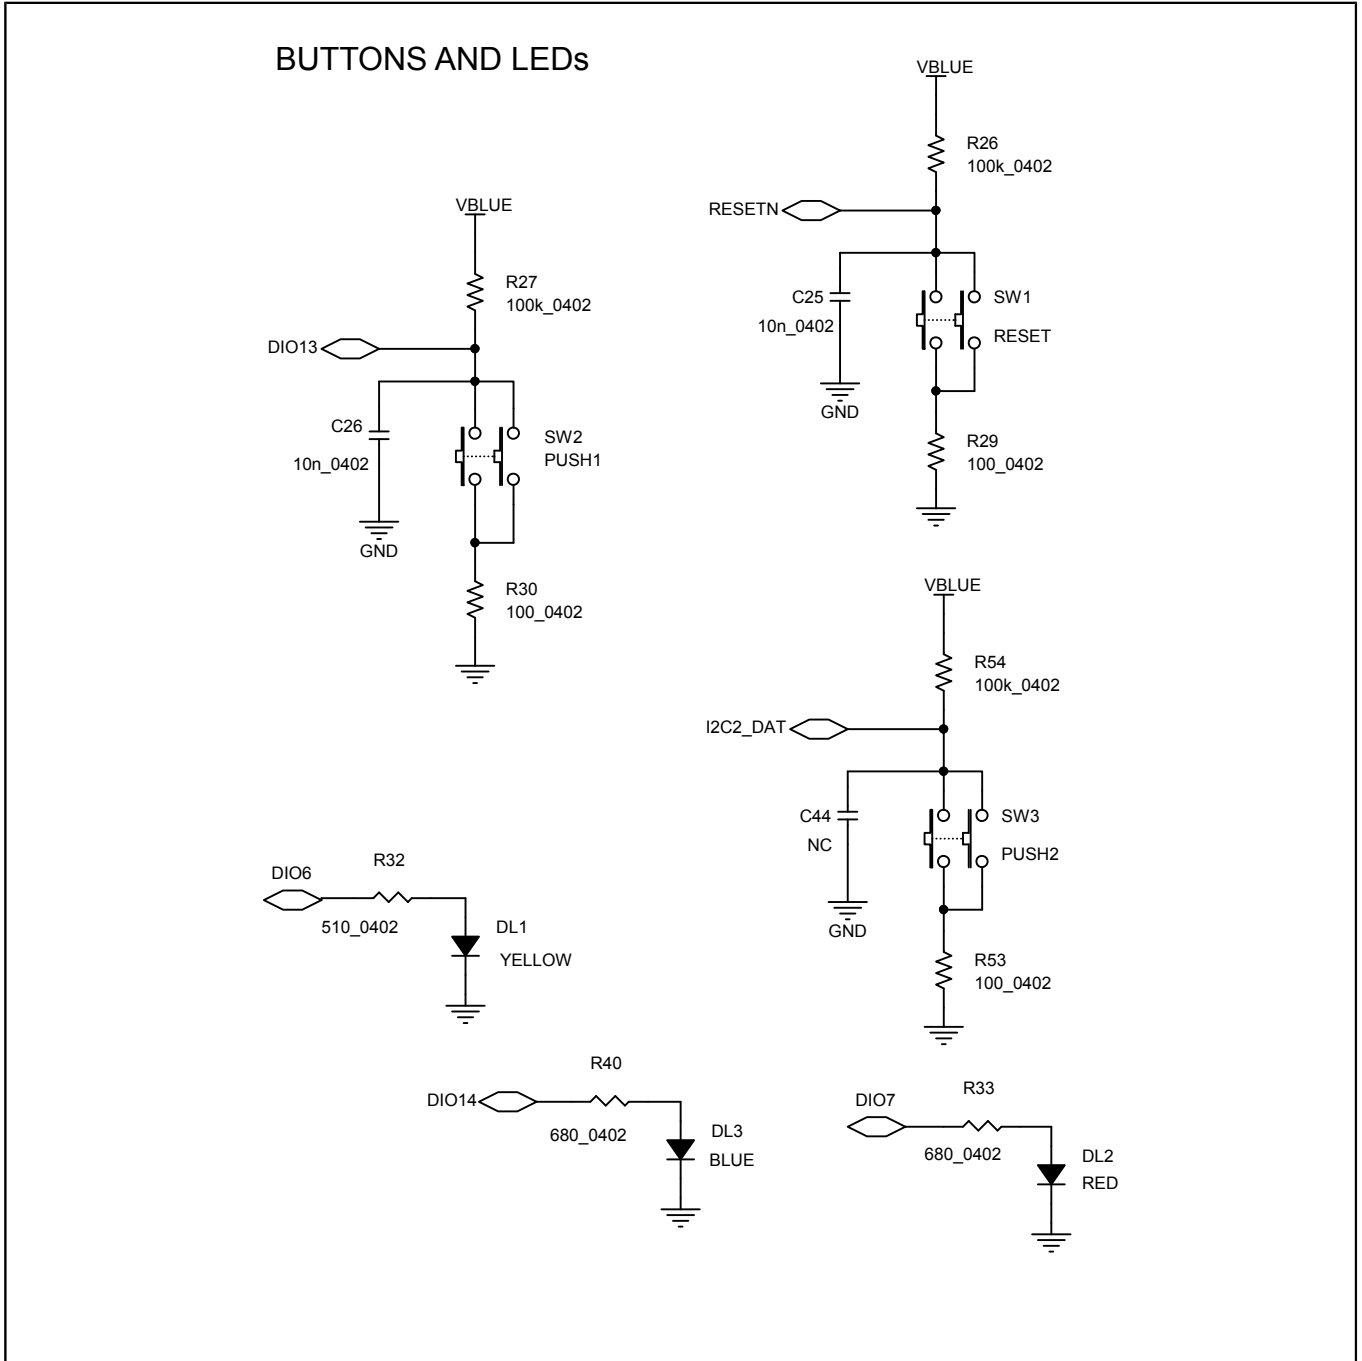 BUTTONS AND LEDs
VBLUE
R26
100k_0402
RESETN
C25
10n_0402
SW1
RESET
GND
R29
100_0402
VBLUE
R27
100k_0402
DIO13
C26
10n_0402
SW2
PUSH1
GND
R30
100_0402
VBLUE
R54
100k_0402
I2C2_DAT
C44
NC
SW3
PUSH2
GND
R53
100_0402
DIO6
R32
510_0402
DL1
YELLOW
DIO14
R40
680_0402
DL3
BLUE
DIO7
R33
680_0402
DL2
RED